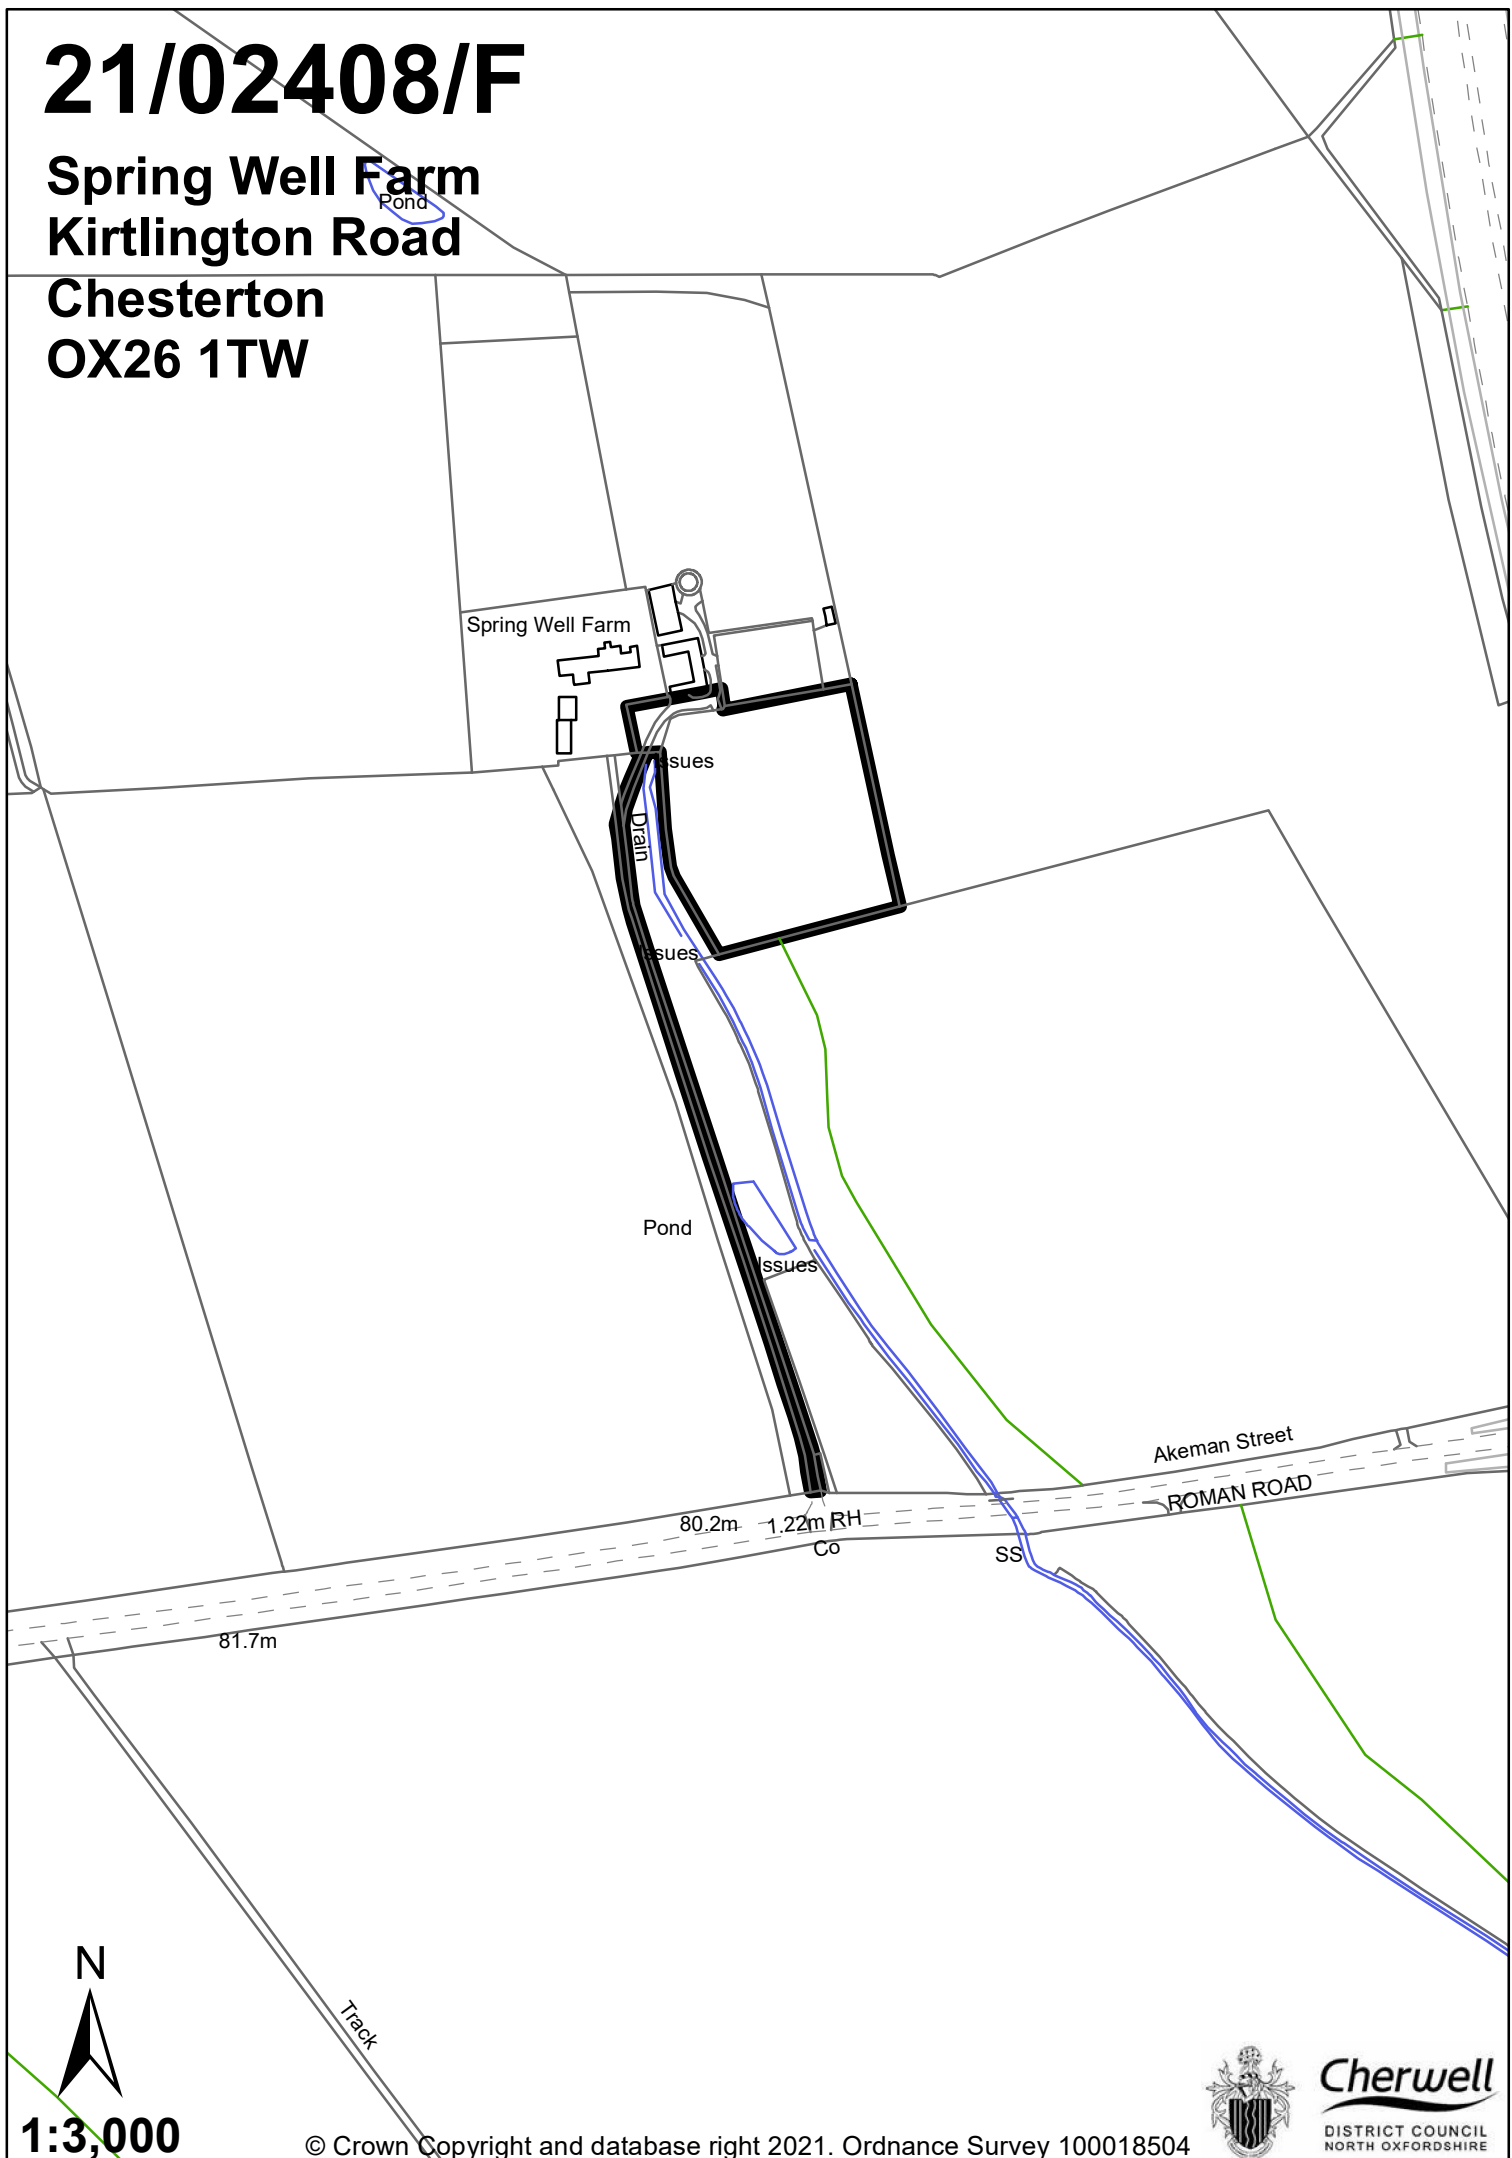 21/02408/F
Spring Well Farm
Kirtlington Road
Chesterton
OX26 1TW
Pond
Spring Well Farm
Issues
Drain
Issues
Pond
Issues
Akeman Street
ROMAN ROAD
80.2m
1.22m RH
Co
SS
81.7m
Track
N
1:3,000
© Crown Copyright and database right 2021. Ordnance Survey 100018504
Cherwell
DISTRICT COUNCIL
NORTH OXFORDSHIRE